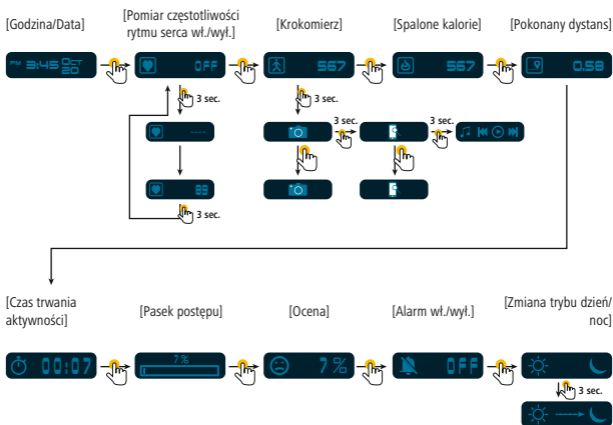 [Godzina/Data]
[Pomiar częstotliwości
rytmu serca wł./wył.]
[Krokomierz]
[Spalone kalorie]
[Pokonany dystans]
PM 3:45 OCT
20
OFF
567
567
0.58
3 sec.
3 sec.
----
3 sec.
3 sec.
89
3 sec.
[Czas trwania
aktywności]
[Pasek postępu]
[Ocena]
[Alarm wł./wył.]
[Zmiana trybu dzień/
noc]
00:07
7%
7%
OFF
3 sec.